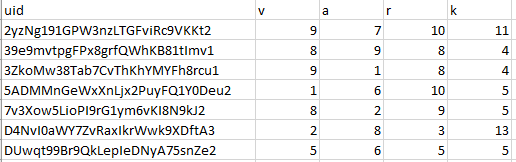 uid v a r k
2yzNg191GPW3nzLTGFviRc9VKKt2 9 7 10 11
39e9mvtpgFPx8grfQWhKB81tImv1 8 9 8 4
3ZkoMw38Tab7CvThKhYMYFh8rcu1 9 1 8 4
5ADMMnGeWxXnLjx2PuyFQ1Y0Deu2 1 6 10 5
7v3Xow5LioPI9rG1ym6vKI8N9kJ2 8 2 9 5
D4NvI0aWY7ZvRaxIkrWwk9XDftA3 2 8 3 13
DUwqt99Br9QkLepIeDNyA75snZe2 5 6 5 5